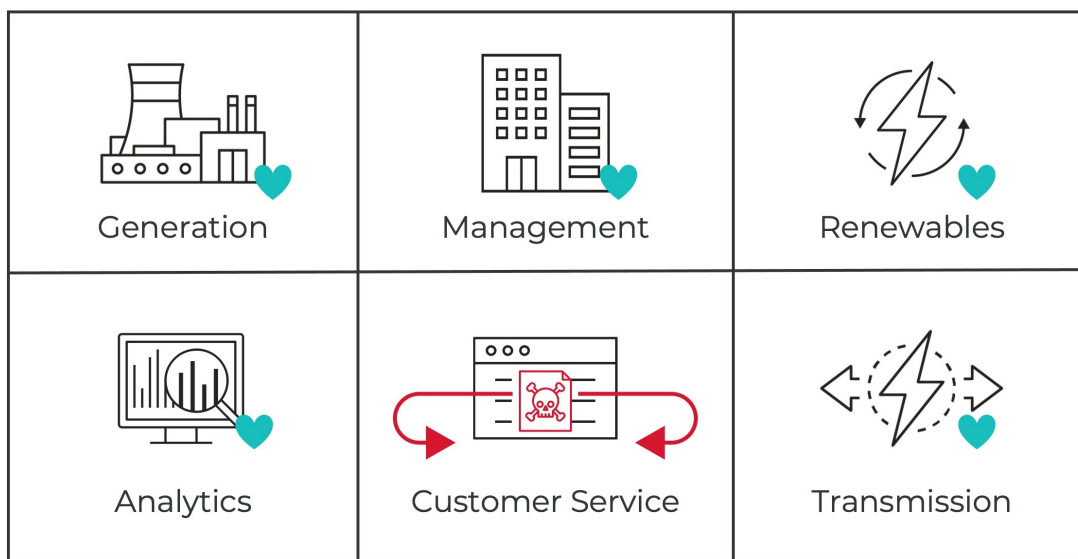 Generation
Management
Renewables
Analytics
Customer Service
Transmission